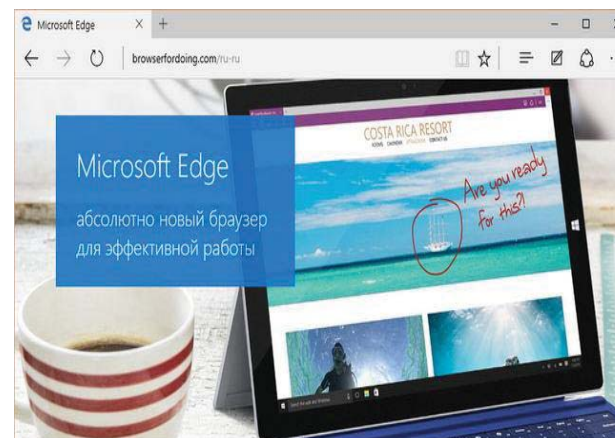 Microsoft Edge
browserfordoing.com/ru-ru
Microsoft Edge
абсолютно новый браузер
для эффективной работы
COSTA RICA RESORT
Are you ready
for this?!